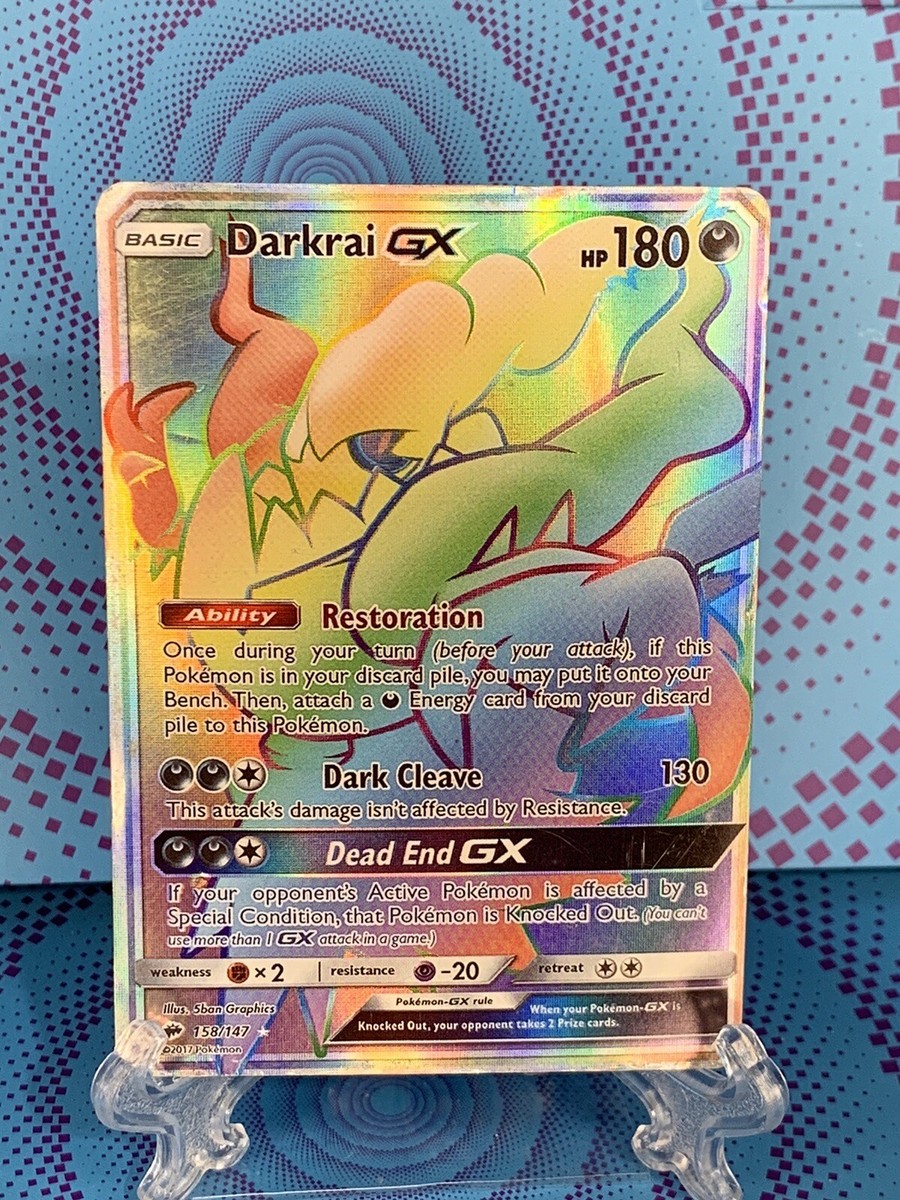 BASIC Darkrai GX HP 180
Ability Restoration
Once during your turn (before your attack), if this
Pokémon is in your discard pile, you may put it onto your
Bench. Then, attach a Energy card from your discard
pile to this Pokémon.
Dark Cleave 130
This attack's damage isn't affected by Resistance.
Dead End GX
If your opponent's Active Pokémon is affected by a
Special Condition, that Pokémon is Knocked Out. (You can't
use more than 1 GX attack in a game.)
weakness ×2 resistance -20 retreat
Illus. 5ban Graphics
158/147
©2017 Pokémon
Pokémon-GX rule
When your Pokémon-GX is
Knocked Out, your opponent takes 2 Prize cards.